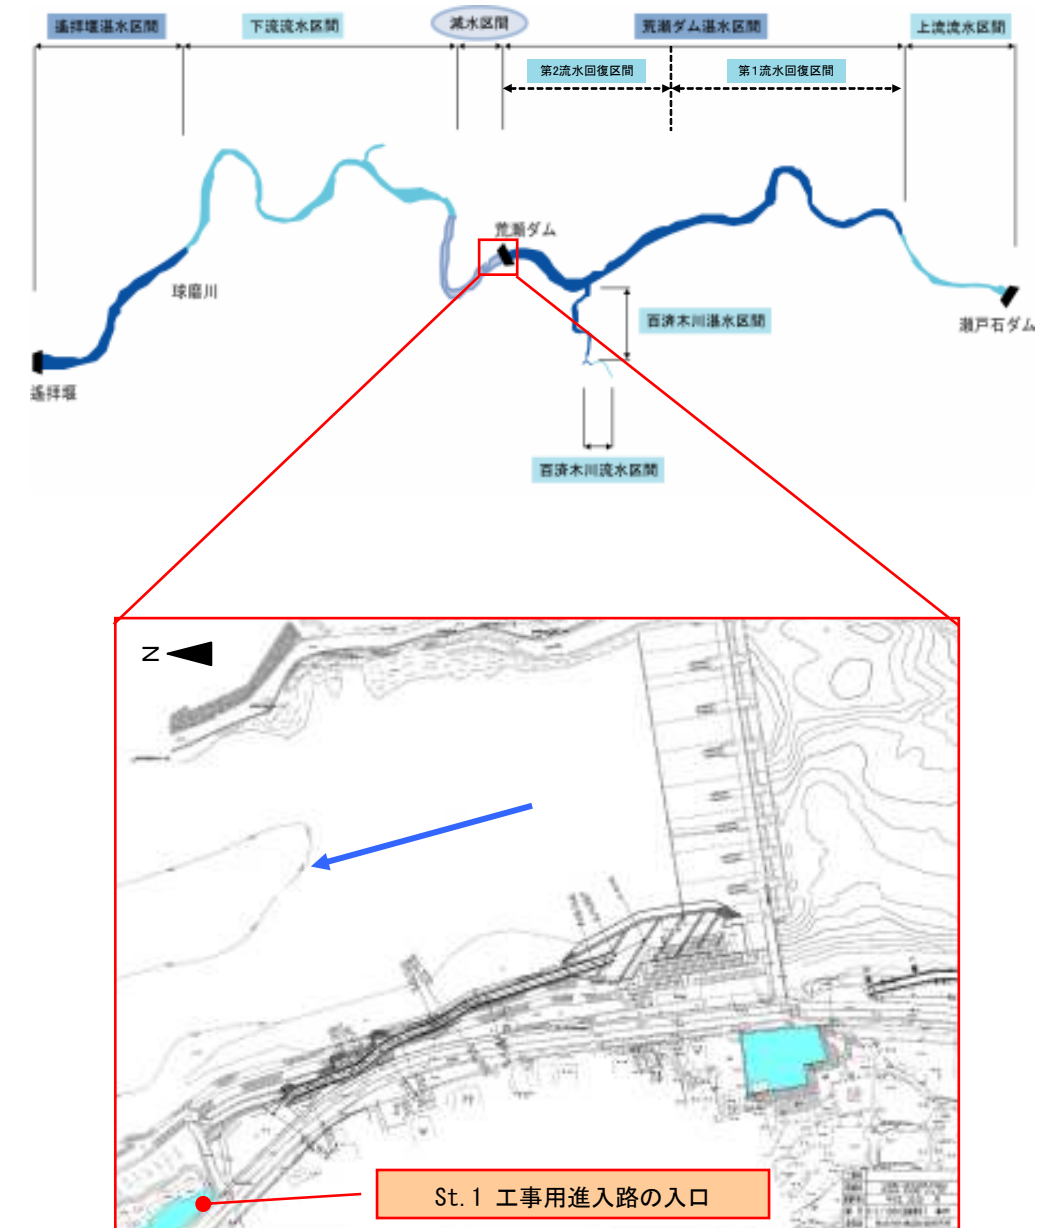 遙拝堰湛水区間
下流流水区間
減水区間
荒瀬ダム湛水区間
上流流水区間
第2流水回復区間
第1流水回復区間
荒瀬ダム
球磨川
百済木川湛水区間
瀬戸石ダム
遙拝堰
百済木川流水区間
N
St.1 工事用進入路の入口